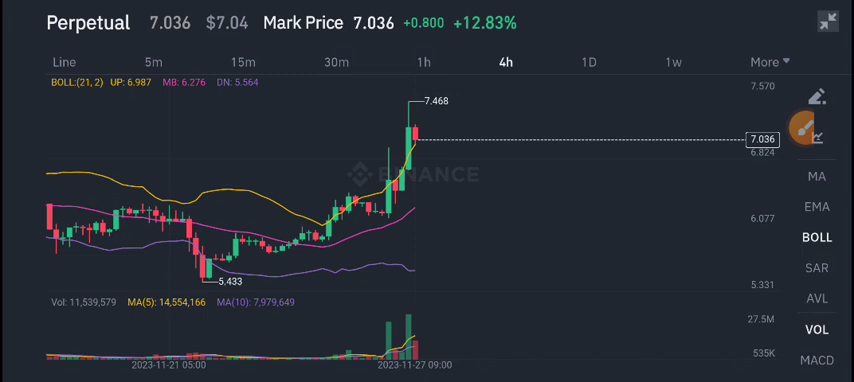 Perpetual 7.036 $7.04 Mark Price 7.036 +0.800 +12.83%
Line 5m 15m 30m 1h 4h 1D 1w More
BOLL:(21, 2) UP: 6.987 MB: 6.276 DN: 5.564
7.570
7.468
7.036
6.824
BINANCE
MA
EMA
6.077
BOLL
SAR
5.433
5.331
AVL
Vol: 11,539,579 MA(5): 14,554,166 MA(10): 7,979,649
27.5M
VOL
535K
MACD
2023-11-21 05:00 2023-11-27 09:00